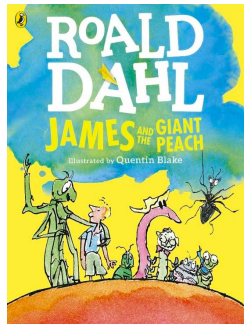 ROALD
DAHL
JAMES AND THE GIANT
PEACH
Illustrated by Quentin Blake